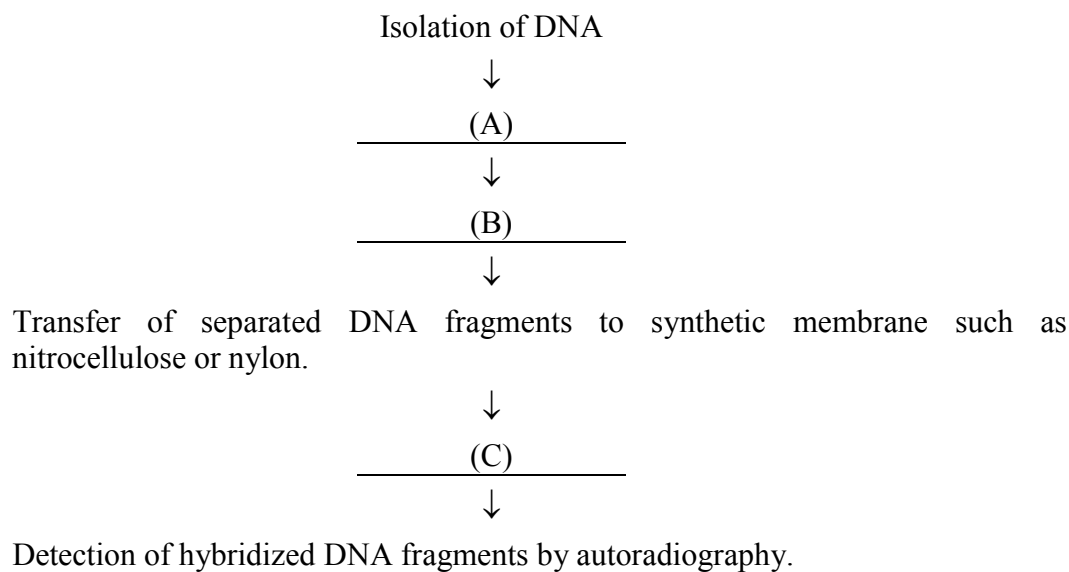 Isolation of DNA
↓
(A)
↓
(B)
↓
Transfer of separated DNA fragments to synthetic membrane such as
nitrocellulose or nylon.
↓
(C)
↓
Detection of hybridized DNA fragments by autoradiography.